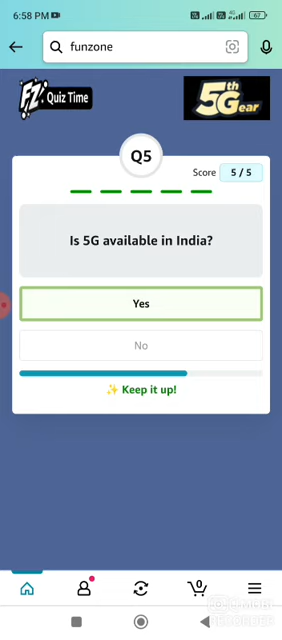 6:58 PM
67
funzone
FZ. Quiz Time
5th Gear
Q5
Score 5 / 5
Is 5G available in India?
Yes
No
✨ Keep it up!
0
RECORDER